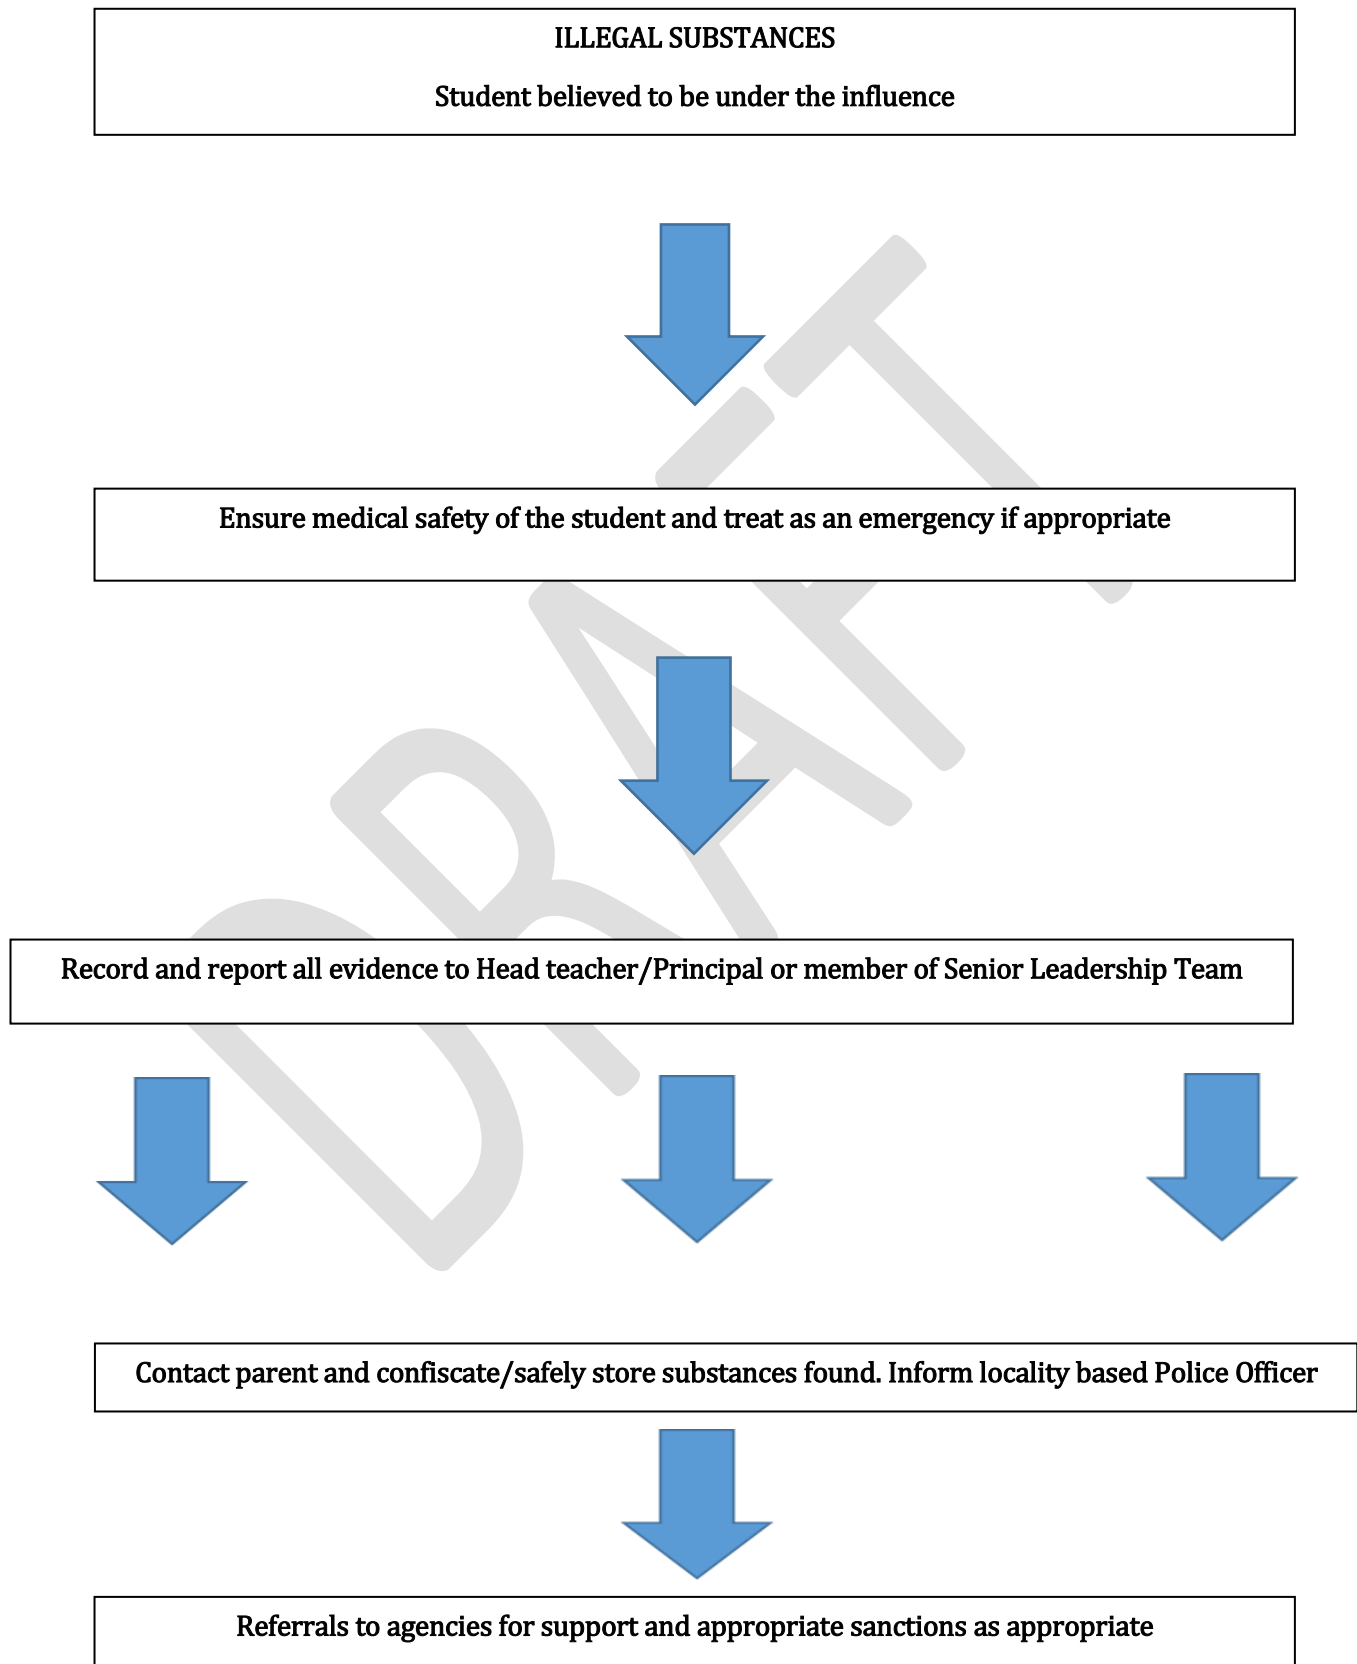 ILLEGAL SUBSTANCES
Student believed to be under the influence
Ensure medical safety of the student and treat as an emergency if appropriate
Record and report all evidence to Head teacher/Principal or member of Senior Leadership Team
Contact parent and confiscate/safely store substances found. Inform locality based Police Officer
Referrals to agencies for support and appropriate sanctions as appropriate
DRAFT